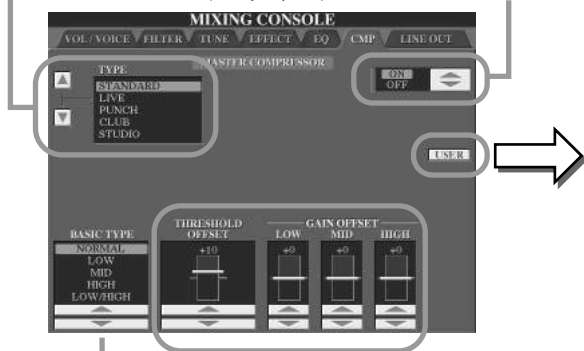 MIXING CONSOLE
VOL / VOICE FILTER TUNE EFFECT EQ CMP LINE OUT
MASTER COMPRESSOR
TYPE
STANDARD
LIVE
PUNCH
CLUB
STUDIO
ON
OFF
USER
BASIC TYPE
NORMAL
LOW
MID
HIGH
LOW/HIGH
THRESHOLD
OFFSET
+10
GAIN OFFSET
LOW MID HIGH
+0 +0 +0